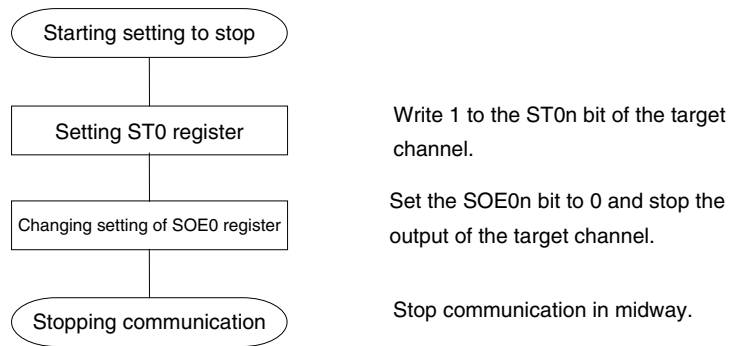 Starting setting to stop
Setting ST0 register
Write 1 to the ST0n bit of the target
channel.
Changing setting of SOE0 register
Set the SOE0n bit to 0 and stop the
output of the target channel.
Stopping communication
Stop communication in midway.